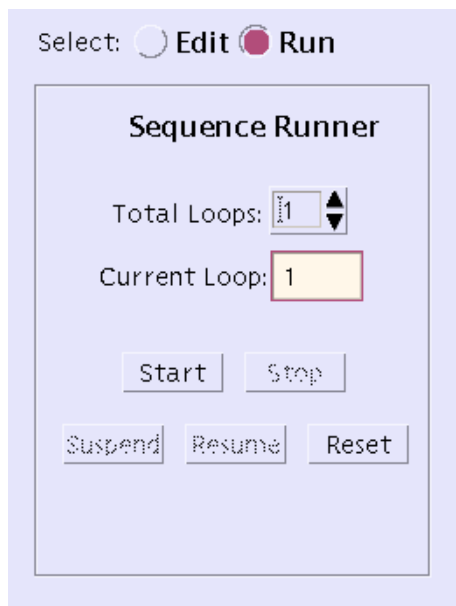 Select: Edit Run
Sequence Runner
Total Loops: 1
Current Loop: 1
Start Stop
Suspend Resume Reset